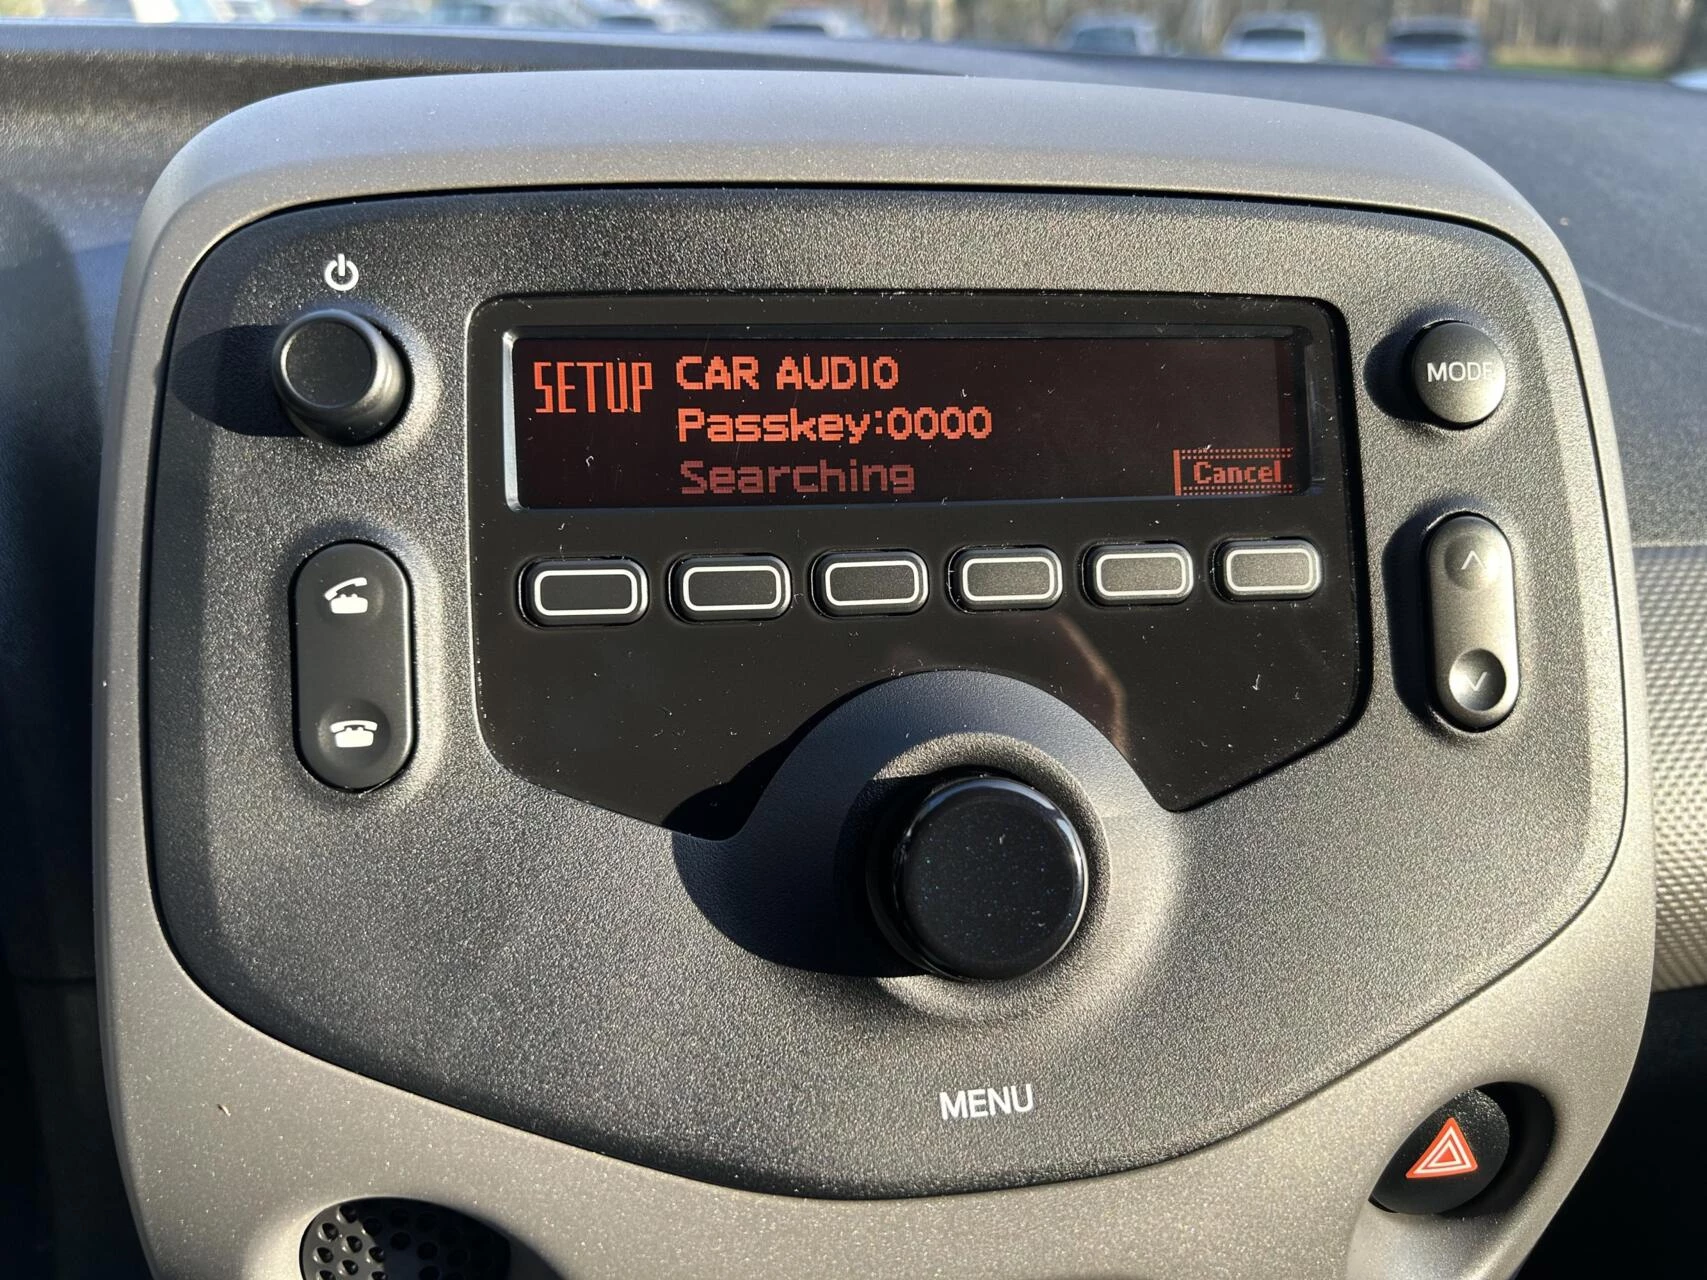 SETUP CAR AUDIO
Passkey:0000
Searching Cancel
MODE
MENU